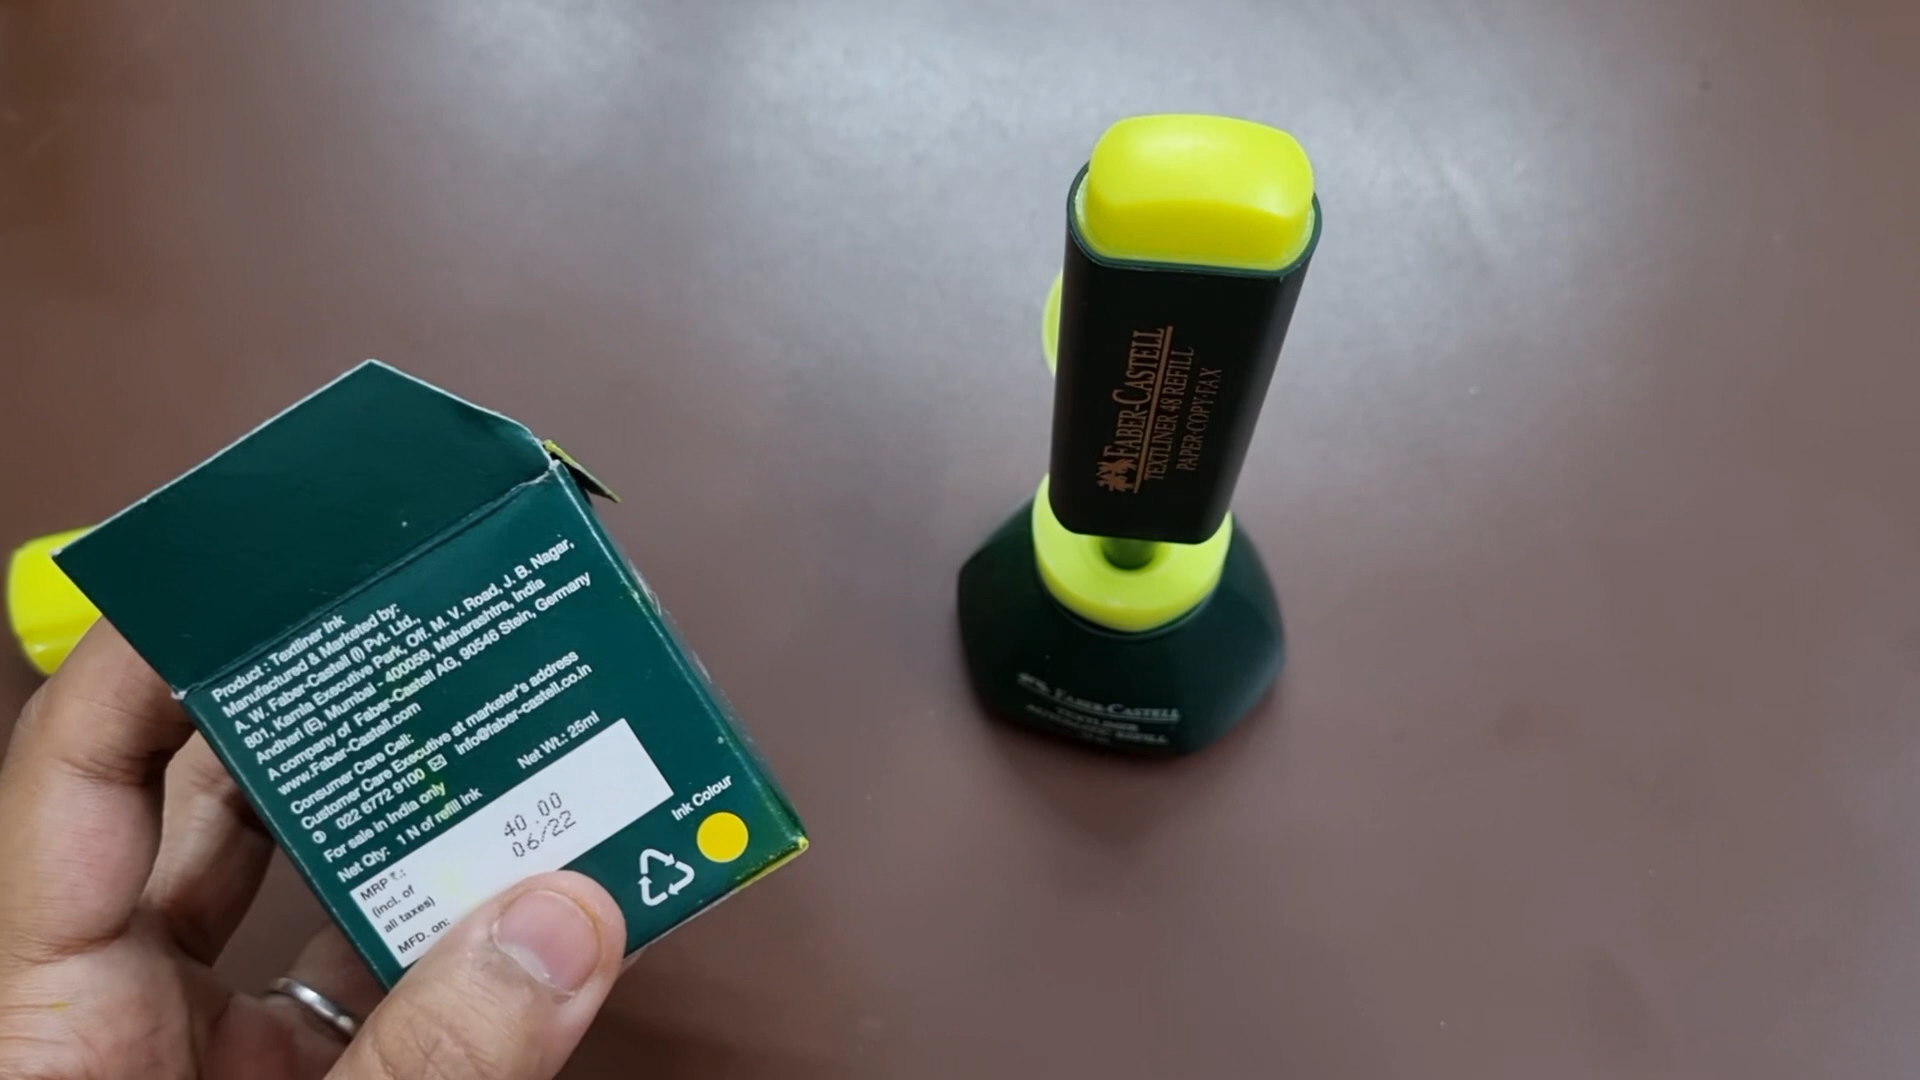 Product : Textliner Ink
Manufactured & Marketed by:
A. W. Faber-Castell (I) Pvt. Ltd.,
801, Kamla Executive Park, Off. M. V. Road, J. B. Nagar,
Andheri (E), Mumbai - 400059, Maharashtra, India
A company of Faber-Castell AG, 90546 Stein, Germany
www.Faber-Castell.com
Consumer Care Cell:
Customer Care Executive at marketer's address
022 6772 9100 info@faber-castell.co.in
For sale in India only
Net Qty: 1 N of refill ink Net Wt.: 25ml
MRP ₹.: 40.00
(incl. of
all taxes) 06/22
MFD. on:
Ink Colour
FABER-CASTELL
TEXTLINER 48 REFILL
PAPER·COPY·FAX
FABER-CASTELL
TEXTLINER
AUTOMATIC REFILL